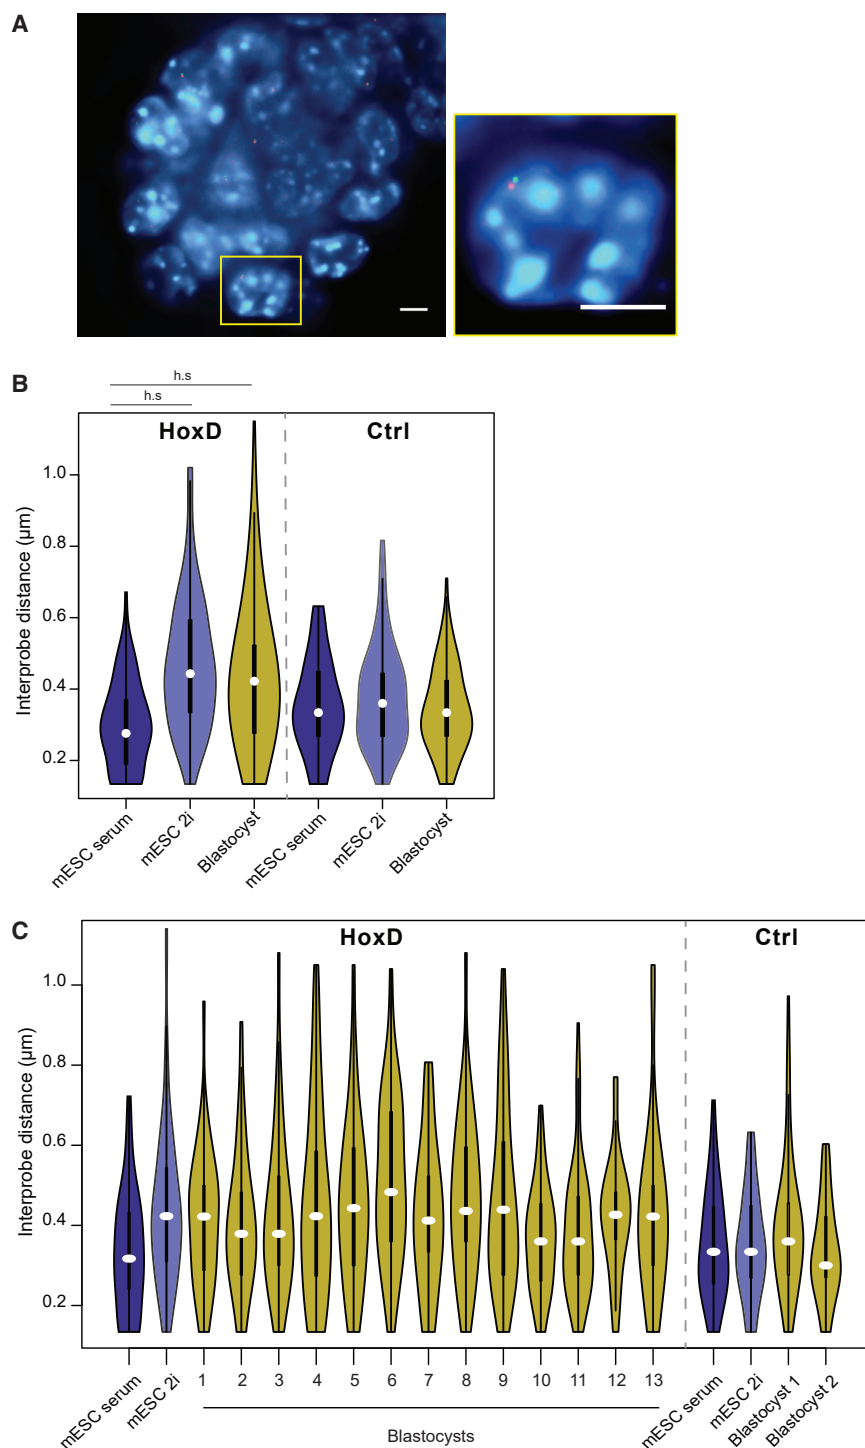 A
B
h.s
h.s
HoxD
Ctrl
Interprobe distance (µm)
1.0
0.8
0.6
0.4
0.2
mESC serum
mESC 2i
Blastocyst
mESC serum
mESC 2i
Blastocyst
C
HoxD
Ctrl
Interprobe distance (µm)
1.0
0.8
0.6
0.4
0.2
mESC serum
mESC 2i
1 2 3 4 5 6 7 8 9 10 11 12 13
Blastocysts
mESC serum
mESC 2i
Blastocyst 1
Blastocyst 2